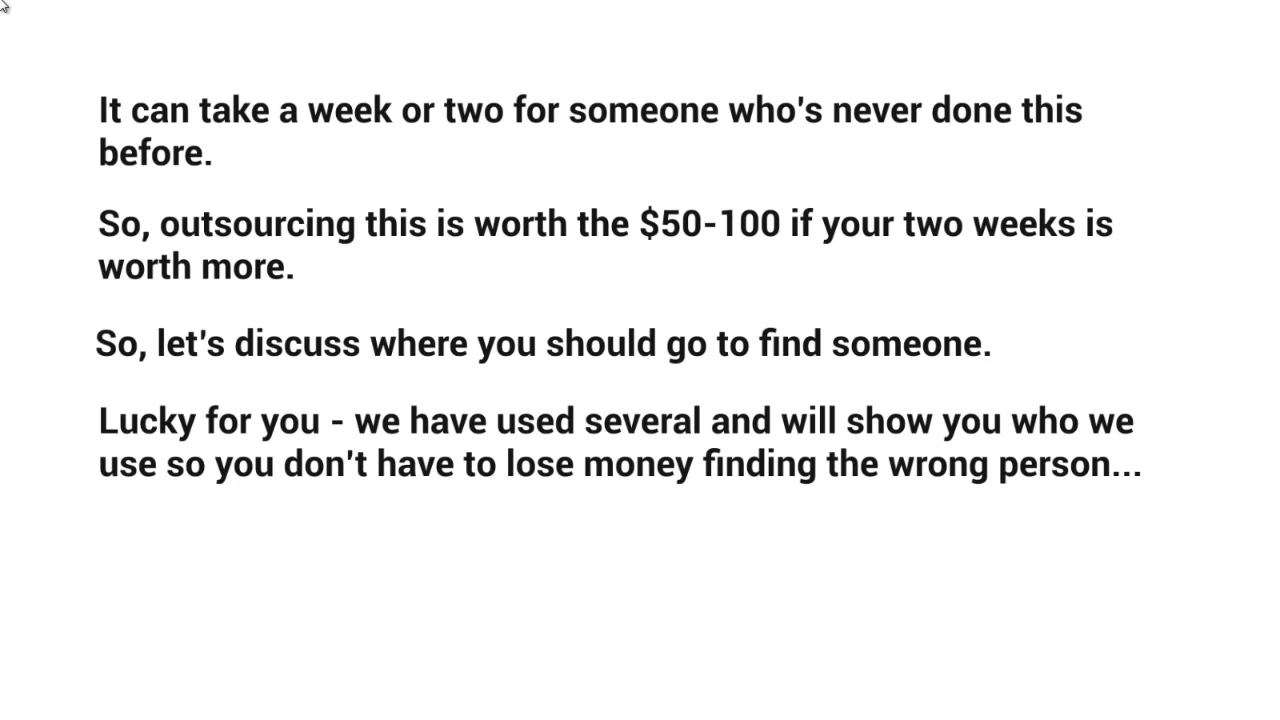 It can take a week or two for someone who's never done this
before.
So, outsourcing this is worth the $50-100 if your two weeks is
worth more.
So, let's discuss where you should go to find someone.
Lucky for you - we have used several and will show you who we
use so you don't have to lose money finding the wrong person...